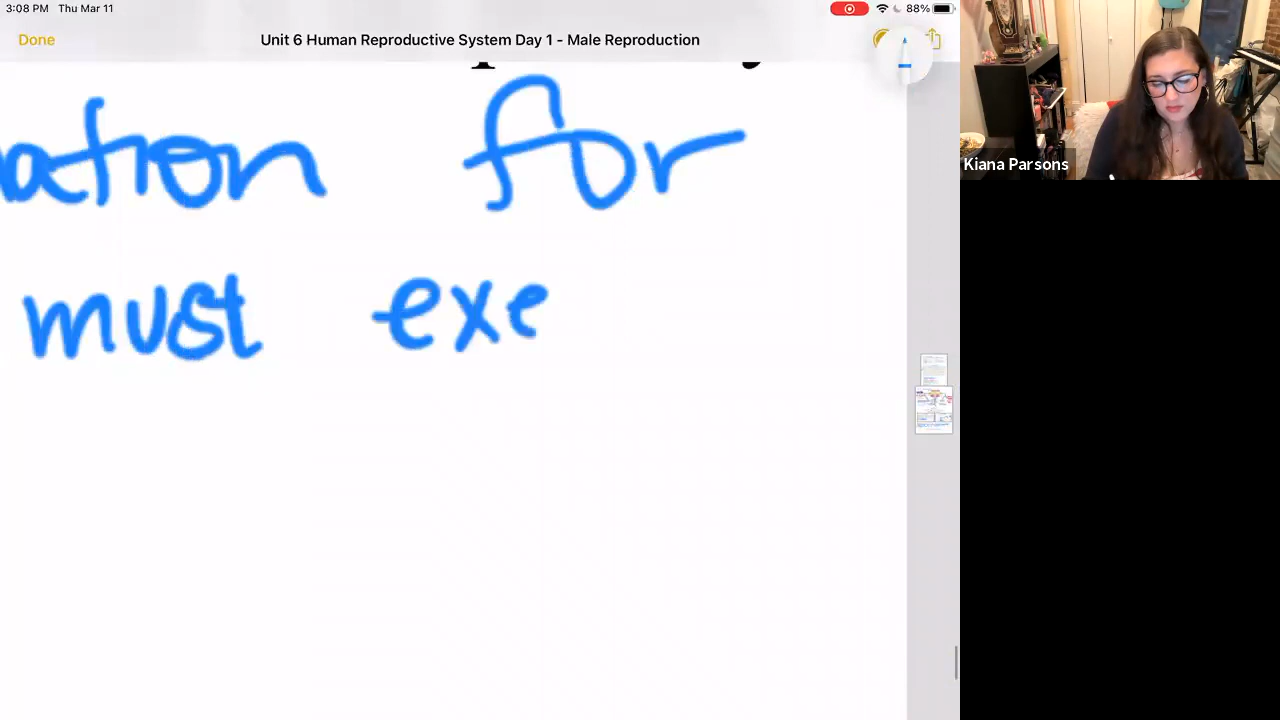 3:08 PM Thu Mar 11
88%
Done
Unit 6 Human Reproductive System Day 1 - Male Reproduction
ation for
must exe
Kiana Parsons